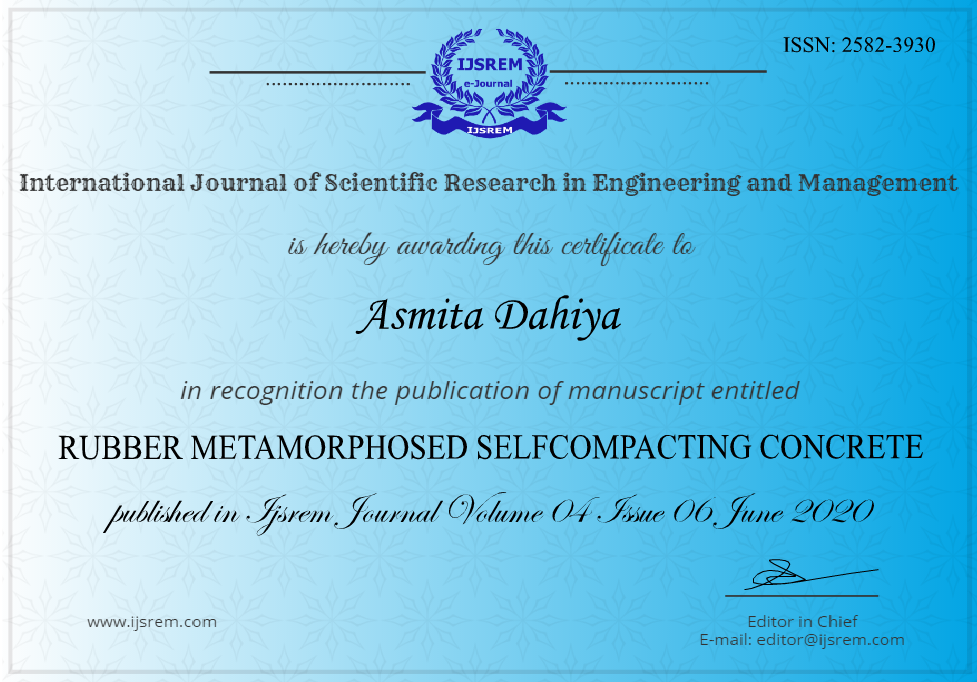 ISSN: 2582-3930
IJSREM
e-Journal
IJSREM
International Journal of Scientific Research in Engineering and Management
is hereby awarding this certificate to
Asmita Dahiya
in recognition the publication of manuscript entitled
RUBBER METAMORPHOSED SELFCOMPACTING CONCRETE
published in Ijsrem Journal Volume 04 Issue 06 June 2020
www.ijsrem.com
Editor in Chief
E-mail: editor@ijsrem.com